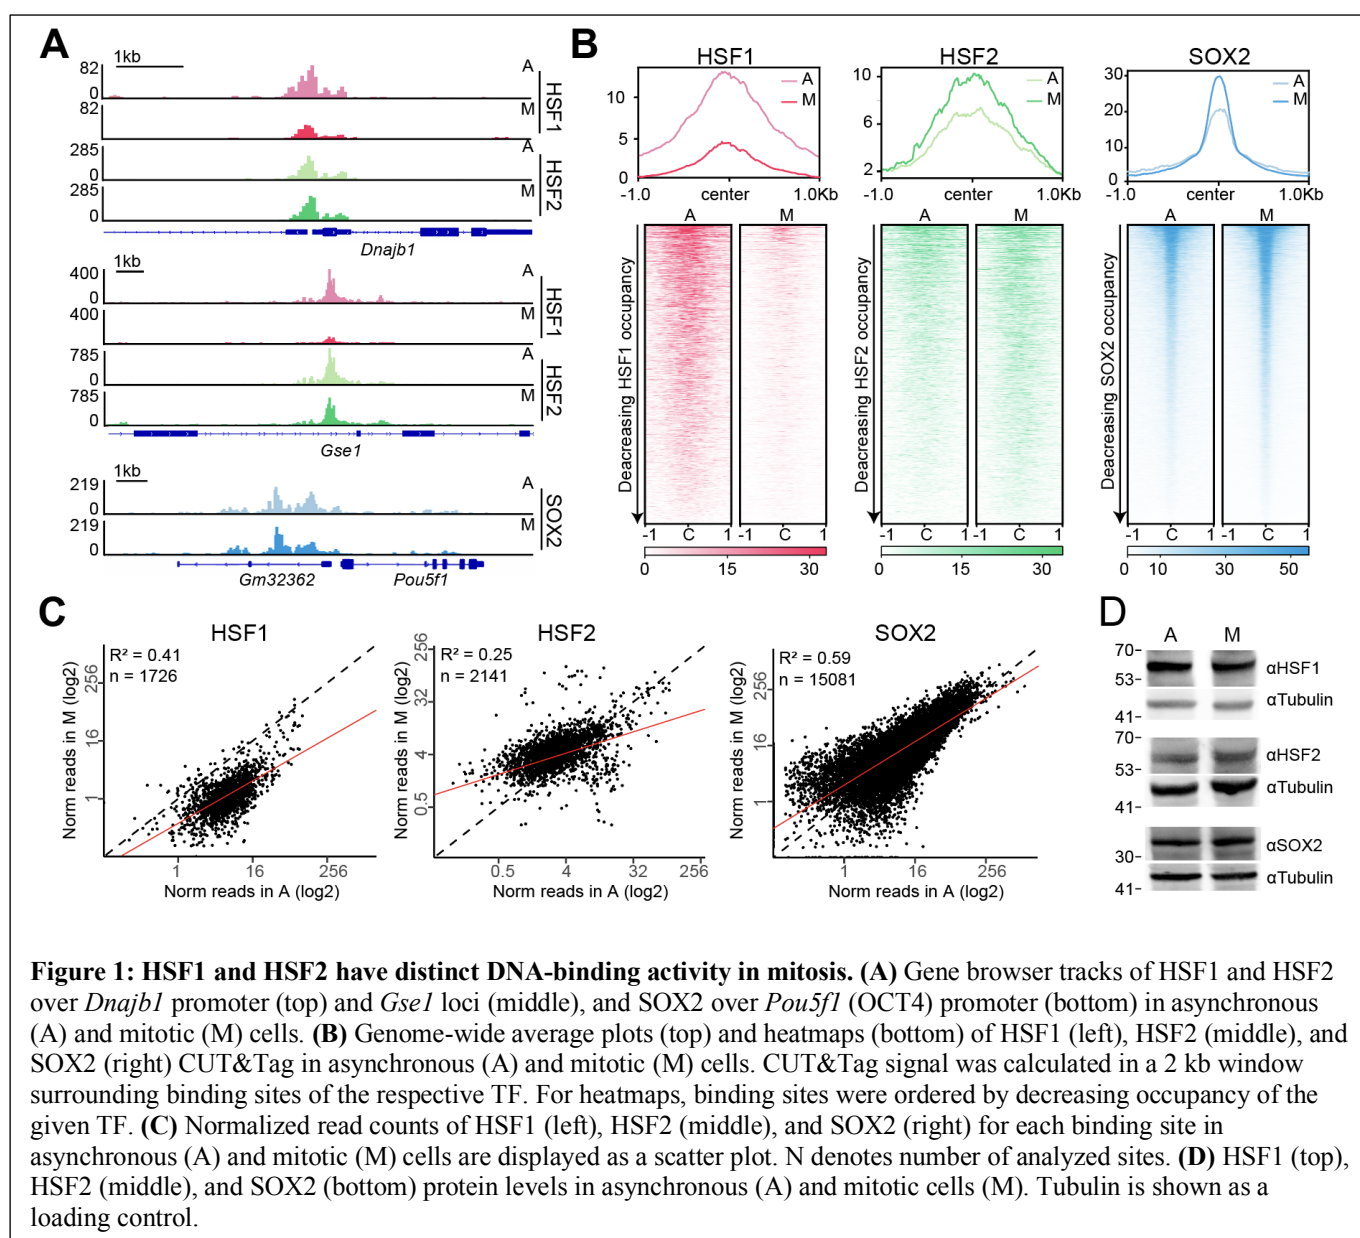 A
1kb
82
0
A
82
0
M
HSF1
285
0
A
285
0
M
HSF2
Dnajb1
1kb
400
0
A
400
0
M
HSF1
785
0
A
785
0
M
HSF2
Gse1
1kb
219
0
A
219
0
M
SOX2
Gm32362 Pou5f1
B
HSF1
A
M
10
5
0
-1.0 center 1.0Kb
HSF2
A
M
10
6
2
-1.0 center 1.0Kb
SOX2
A
M
30
20
10
0
-1.0 center 1.0Kb
A M
Deacreasing HSF1 occupancy
-1 C 1 -1 C 1
0 15 30
A M
Decreasing HSF2 occupancy
-1 C 1 -1 C 1
0 15 30
A M
Decreasing SOX2 occupancy
-1 C 1 -1 C 1
0 10 30 50
C
HSF1
R² = 0.41
n = 1726
Norm reads in M (log2)
256
16
1
1 16 256
Norm reads in A (log2)
HSF2
R² = 0.25
n = 2141
Norm reads in M (log2)
256
32
4
0.5
0.5 4 32 256
Norm reads in A (log2)
SOX2
R² = 0.59
n = 15081
Norm reads in M (log2)
256
16
1
1 16 256
Norm reads in A (log2)
D
A M
70-
53-
αHSF1
αTubulin
41-
70-
αHSF2
53-
αTubulin
41-
αSOX2
30-
αTubulin
41-
Figure 1: HSF1 and HSF2 have distinct DNA-binding activity in mitosis. (A) Gene browser tracks of HSF1 and HSF2
over Dnajb1 promoter (top) and Gse1 loci (middle), and SOX2 over Pou5f1 (OCT4) promoter (bottom) in asynchronous
(A) and mitotic (M) cells. (B) Genome-wide average plots (top) and heatmaps (bottom) of HSF1 (left), HSF2 (middle), and
SOX2 (right) CUT&Tag in asynchronous (A) and mitotic (M) cells. CUT&Tag signal was calculated in a 2 kb window
surrounding binding sites of the respective TF. For heatmaps, binding sites were ordered by decreasing occupancy of the
given TF. (C) Normalized read counts of HSF1 (left), HSF2 (middle), and SOX2 (right) for each binding site in
asynchronous (A) and mitotic (M) cells are displayed as a scatter plot. N denotes number of analyzed sites. (D) HSF1 (top),
HSF2 (middle), and SOX2 (bottom) protein levels in asynchronous (A) and mitotic cells (M). Tubulin is shown as a
loading control.